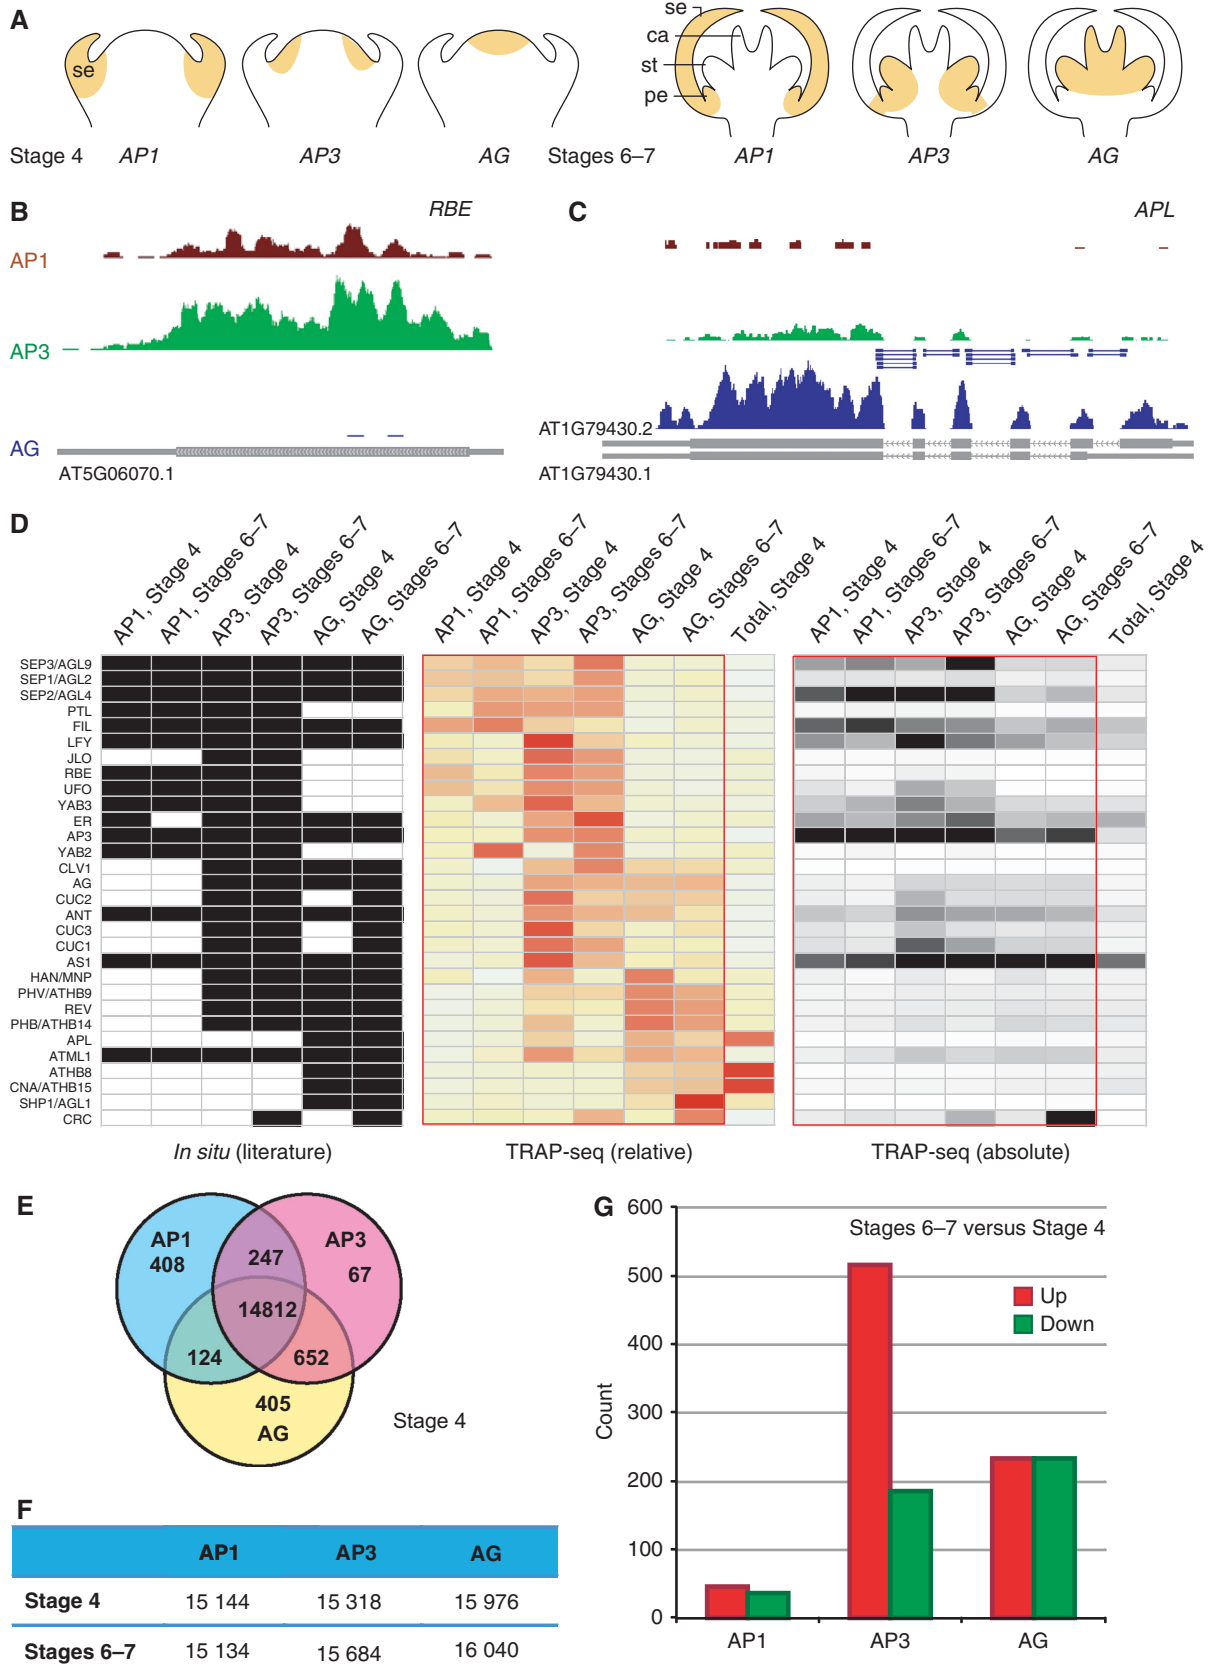 A
se
Stage 4
AP1
AP3
AG
Stages 6–7
se
ca
st
pe
AP1
AP3
AG
B
RBE
AP1
AP3
AG
AT5G06070.1
C
APL
AT1G79430.2
AT1G79430.1
D
AP1, Stage 4
AP1, Stages 6–7
AP3, Stage 4
AP3, Stages 6–7
AG, Stage 4
AG, Stages 6–7
AP1, Stage 4
AP1, Stages 6–7
AP3, Stage 4
AP3, Stages 6–7
AG, Stage 4
AG, Stages 6–7
Total, Stage 4
AP1, Stage 4
AP1, Stages 6–7
AP3, Stage 4
AP3, Stages 6–7
AG, Stage 4
AG, Stages 6–7
Total, Stage 4
SEP3/AGL9
SEP1/AGL2
SEP2/AGL4
PTL
FIL
LFY
JLO
RBE
UFO
YAB3
ER
AP3
YAB2
CLV1
AG
CUC2
ANT
CUC3
CUC1
AS1
HAN/MNP
PHV/ATHB9
REV
PHB/ATHB14
APL
ATML1
ATHB8
CNA/ATHB15
SHP1/AGL1
CRC
In situ (literature)
TRAP-seq (relative)
TRAP-seq (absolute)
E
AP1
408
247
AP3
67
14812
124
652
405
AG
Stage 4
F
AP1 AP3 AG
Stage 4 15 144 15 318 15 976
Stages 6–7 15 134 15 684 16 040
G
Stages 6–7 versus Stage 4
Up
Down
Count
600
500
400
300
200
100
0
AP1
AP3
AG